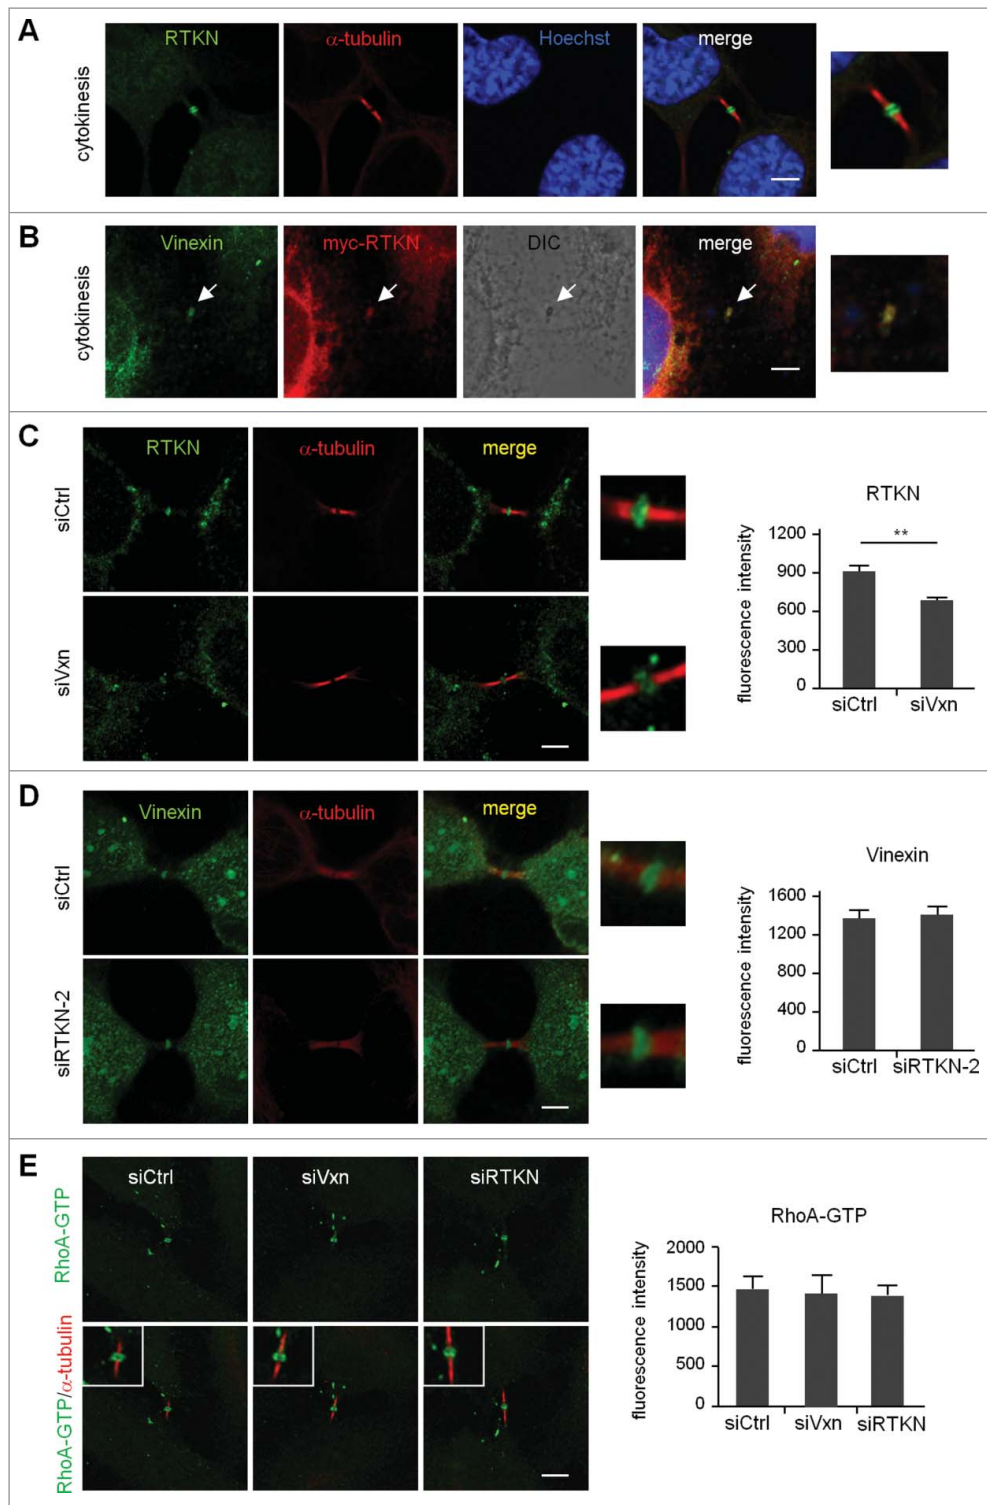 A
RTKN
α-tubulin
Hoechst
merge
cytokinesis
B
Vinexin
myc-RTKN
DIC
merge
cytokinesis
C
RTKN
α-tubulin
merge
siCtrl
siVxn
RTKN
fluorescence intensity
1200
900
600
300
0
**
siCtrl
siVxn
D
Vinexin
α-tubulin
merge
siCtrl
siRTKN-2
Vinexin
fluorescence intensity
1600
1200
800
400
0
siCtrl
siRTKN-2
E
siCtrl
siVxn
siRTKN
RhoA-GTP
RhoA-GTP/α-tubulin
RhoA-GTP
fluorescence intensity
2000
1500
1000
500
0
siCtrl
siVxn
siRTKN